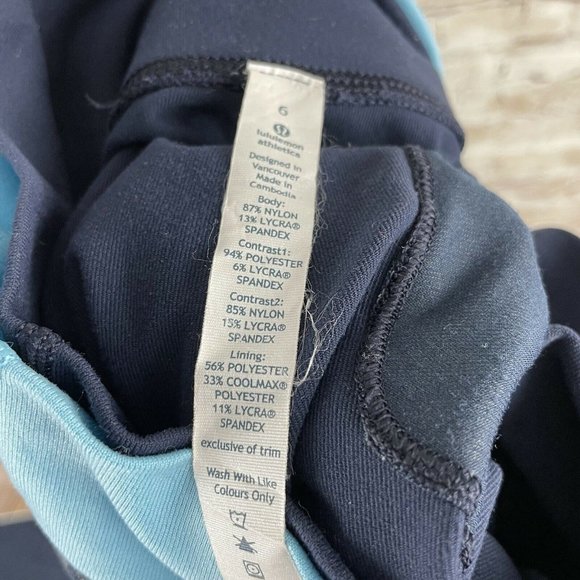 6
lululemon
athletica
Designed in
Vancouver
Made in
Cambodia
Body:
87% NYLON
13% LYCRA®
SPANDEX
Contrast1:
94% POLYESTER
6% LYCRA®
SPANDEX
Contrast2:
85% NYLON
15% LYCRA®
SPANDEX
Lining:
56% POLYESTER
33% COOLMAX®
POLYESTER
11% LYCRA®
SPANDEX
exclusive of trim
Wash With Like
Colours Only